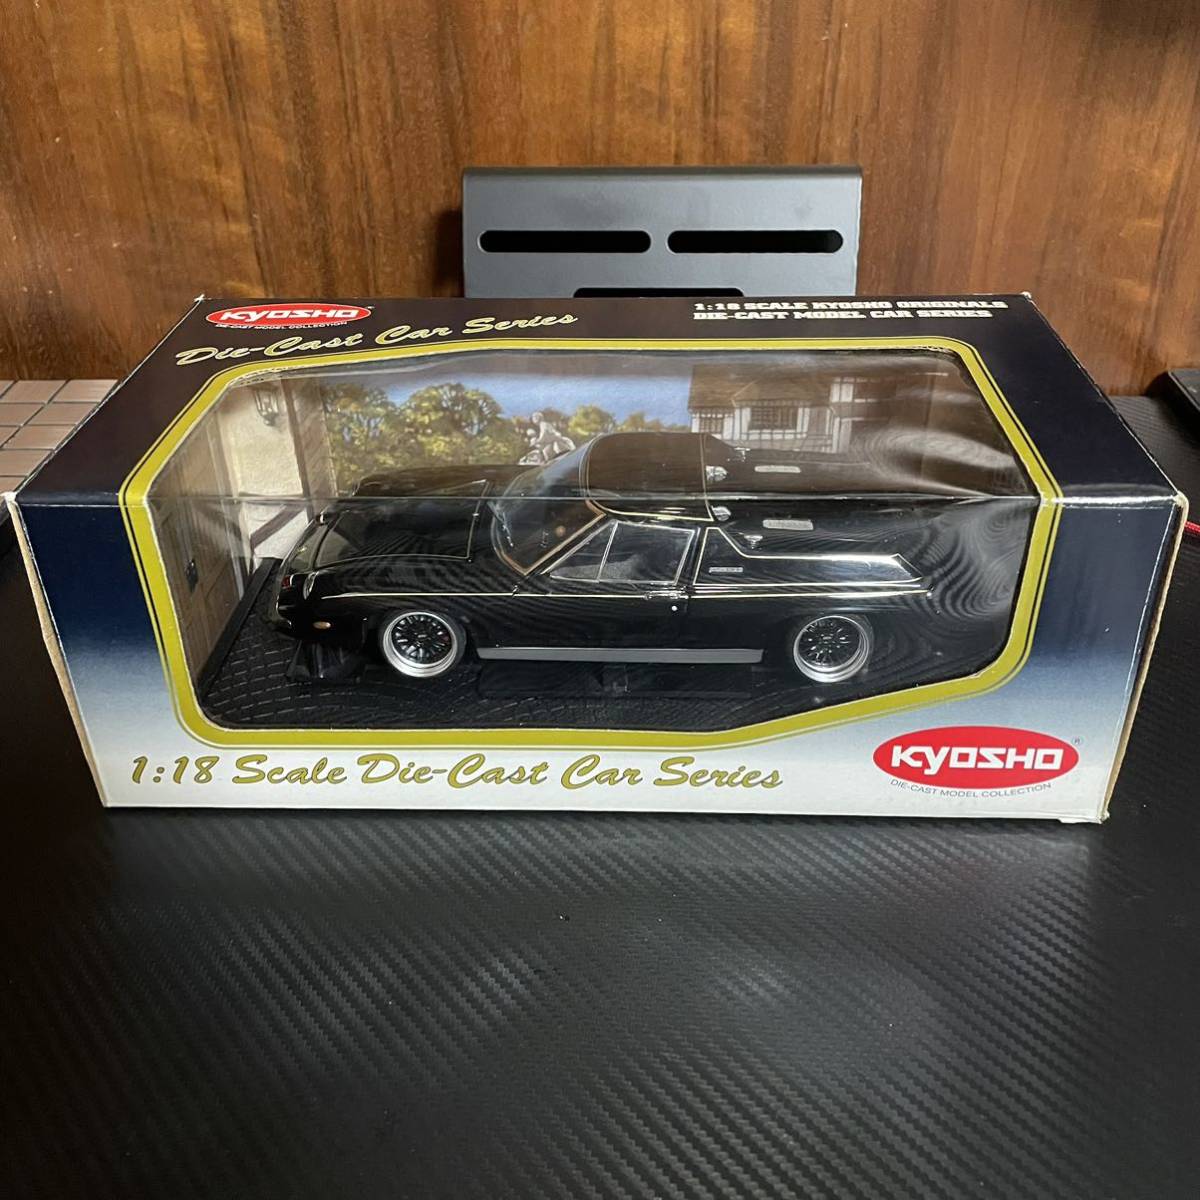 KYOSHO
DIE-CAST MODEL COLLECTION
Die-Cast Car Series
1:18 SCALE KYOSHO ORIGINALS
DIE-CAST MODEL CAR SERIES
1:18 Scale Die-Cast Car Series
KYOSHO®
DIE-CAST MODEL COLLECTION